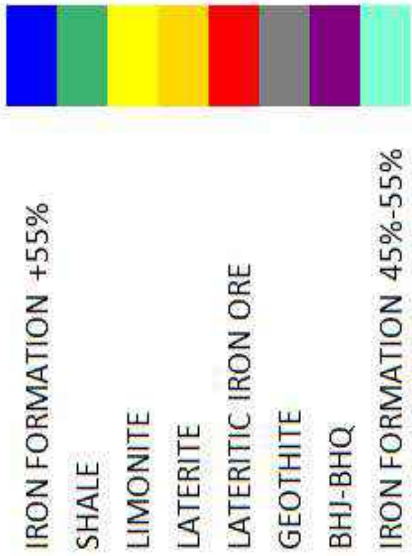 IRON FORMATION +55%
SHALE
LIMONITE
LATERITE
LATERITIC IRON ORE
GEOTHITE
BHJ-BHQ
IRON FORMATION 45%-55%